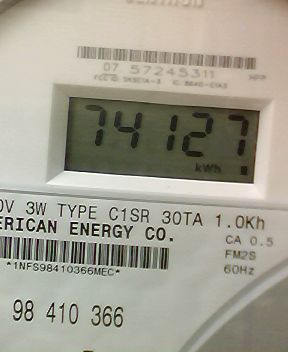 07 57245311
74127
kWh
0V 3W TYPE C1SR 30TA 1.0Kh
ERICAN ENERGY CO.
CA 0.5
FM2S
60Hz
*1NFS98410366MEC*
98 410 366